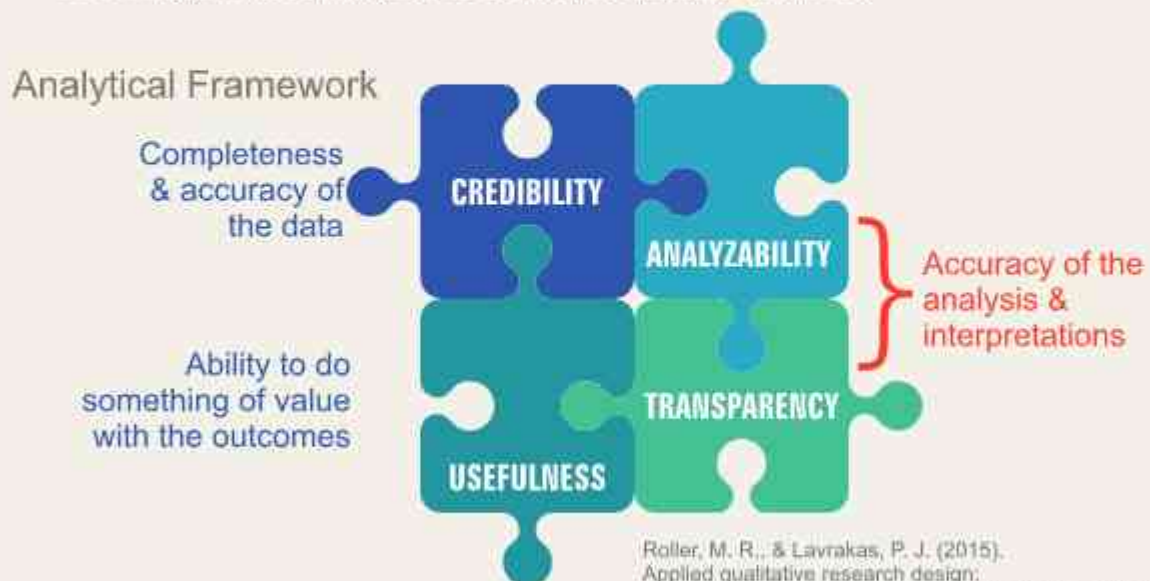 Analytical Framework
Completeness
& accuracy of
the data
CREDIBILITY
ANALYZABILITY
Accuracy of the
analysis &
interpretations
Ability to do
something of value
with the outcomes
TRANSPARENCY
USEFULNESS
Roller, M. R., & Lavrakas, P. J. (2015).
Applied qualitative research design: